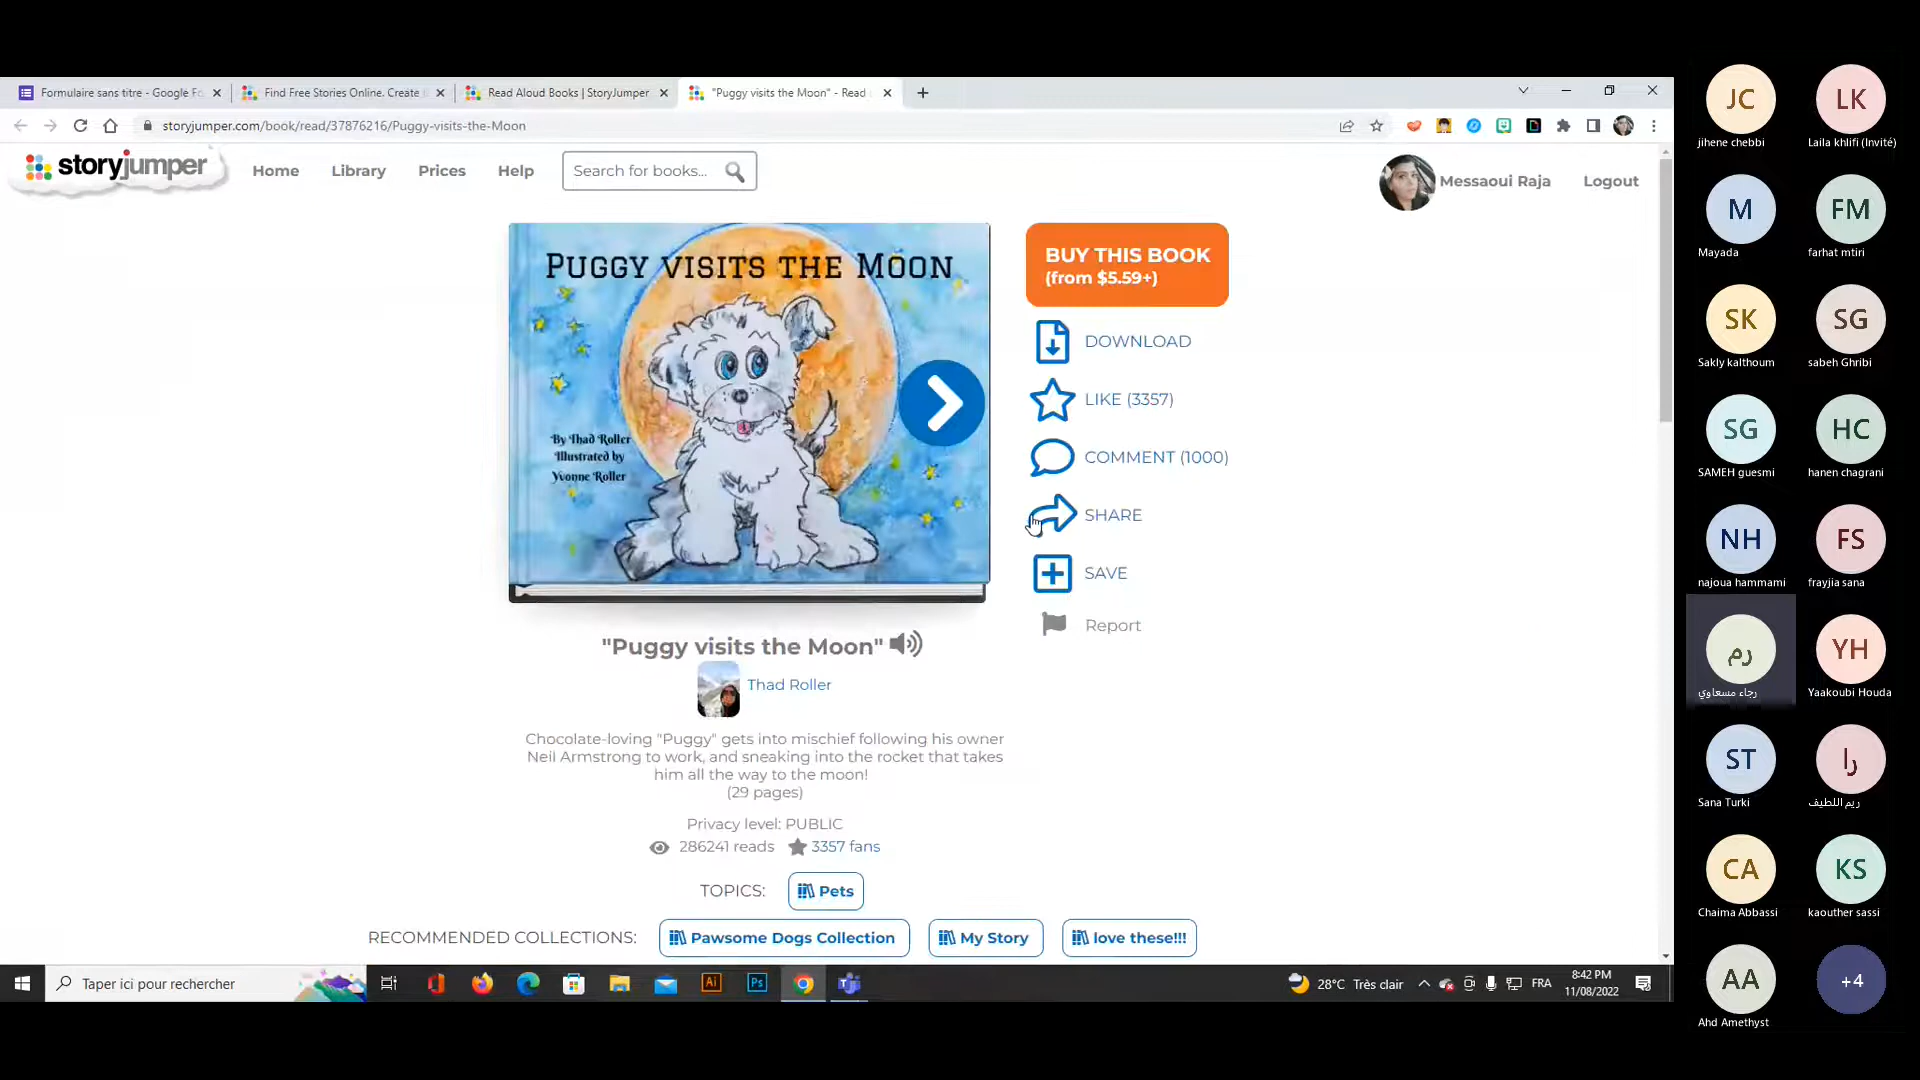 Formulaire sans titre - Google Fo
Find Free Stories Online. Create
Read Aloud Books | StoryJumper
"Puggy visits the Moon" - Read
storyjumper.com/book/read/37876216/Puggy-visits-the-Moon
storyjumper
Home
Library
Prices
Help
Search for books...
Messaoui Raja
Logout
PUGGY VISITS THE MOON
By Thad Roller
Illustrated by
Yvonne Roller
BUY THIS BOOK
(from $5.59+)
DOWNLOAD
LIKE (3357)
COMMENT (1000)
SHARE
SAVE
Report
"Puggy visits the Moon"
Thad Roller
Chocolate-loving "Puggy" gets into mischief following his owner
Neil Armstrong to work, and sneaking into the rocket that takes
him all the way to the moon!
(29 pages)
Privacy level: PUBLIC
286241 reads
3357 fans
TOPICS:
Pets
RECOMMENDED COLLECTIONS:
Pawsome Dogs Collection
My Story
love these!!!
Taper ici pour rechercher
Ai
Ps
28°C Très clair
FRA
8:42 PM
11/08/2022
JC
jihene chebbi
LK
Laila khlifi (Invité)
M
Mayada
FM
farhat mtiri
SK
Sakly kalthoum
SG
sabeh Ghribi
SG
SAMEH guesmi
HC
hanen chagrani
NH
najoua hammami
FS
frayjia sana
رم
رجاء مسعاوي
YH
Yaakoubi Houda
ST
Sana Turki
را
ريم اللطيف
CA
Chaima Abbassi
KS
kaouther sassi
AA
Ahd Amethyst
+4